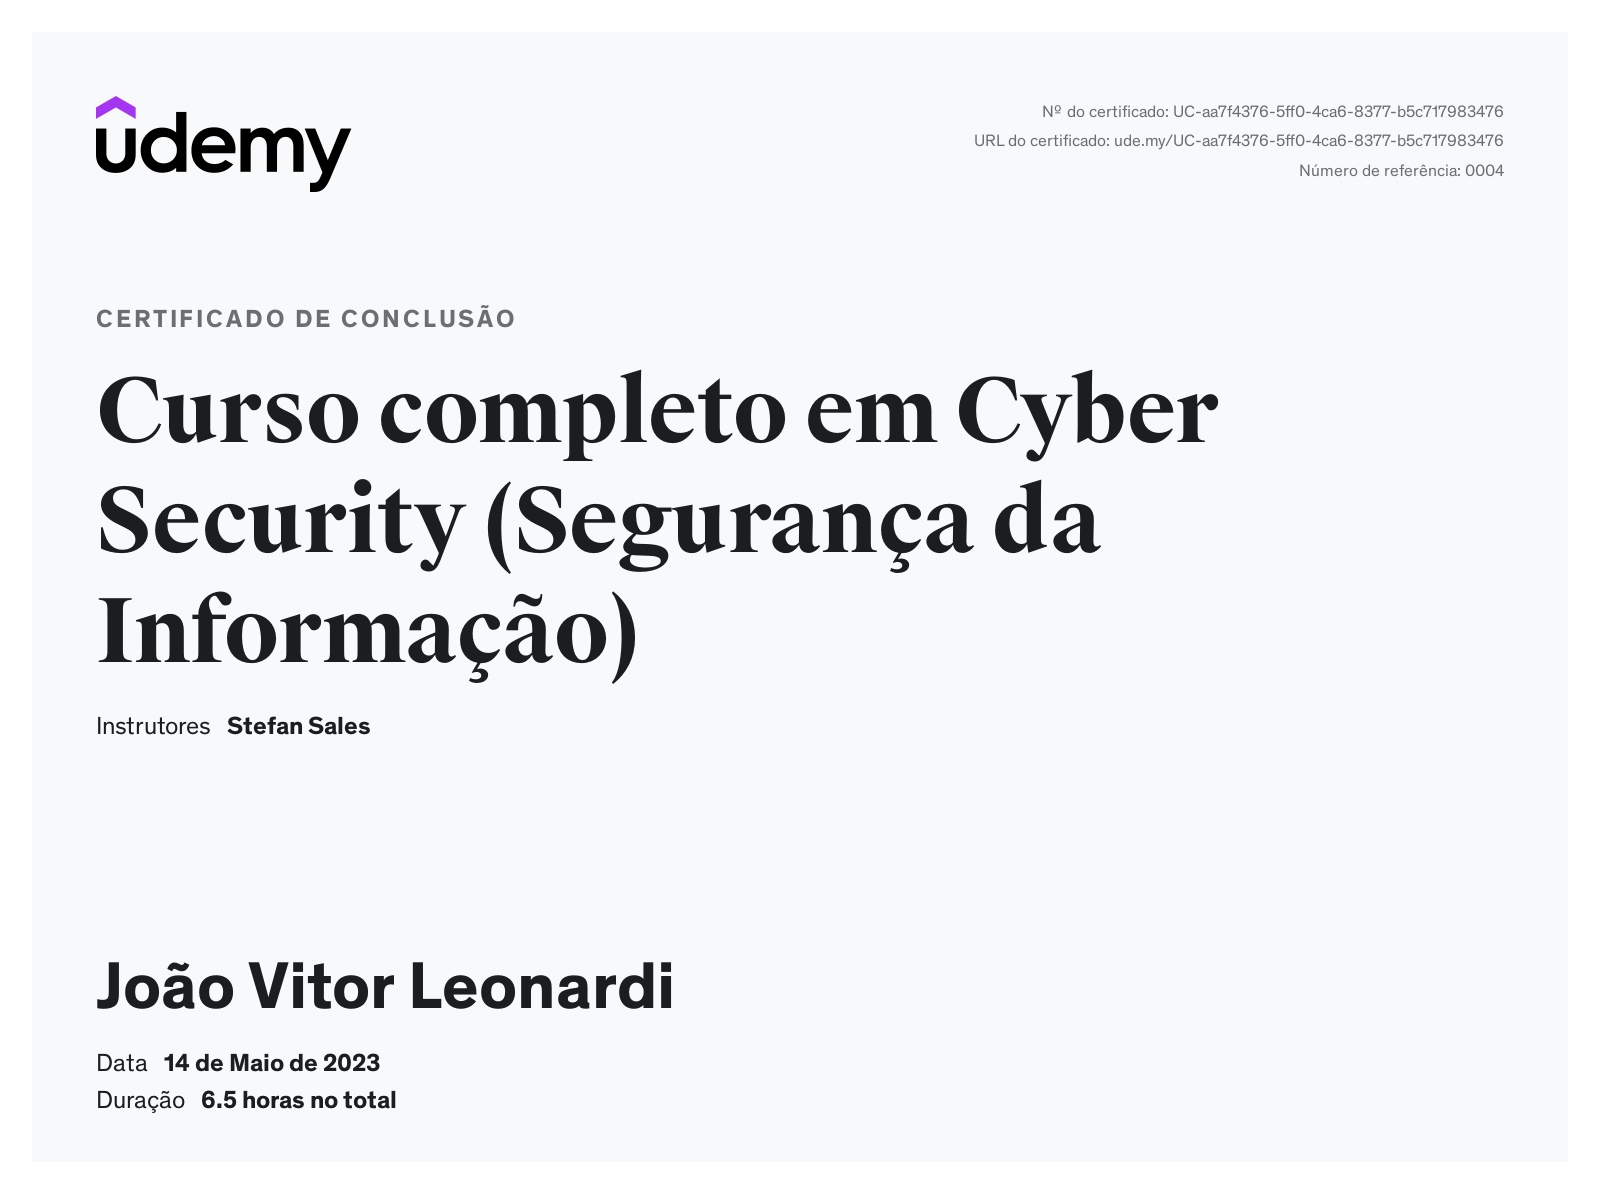 udemy
Nº do certificado: UC-aa7f4376-5ff0-4ca6-8377-b5c717983476
URL do certificado: ude.my/UC-aa7f4376-5ff0-4ca6-8377-b5c717983476
Número de referência: 0004
CERTIFICADO DE CONCLUSÃO
Curso completo em Cyber
Security (Segurança da
Informação)
Instrutores Stefan Sales
João Vitor Leonardi
Data 14 de Maio de 2023
Duração 6.5 horas no total